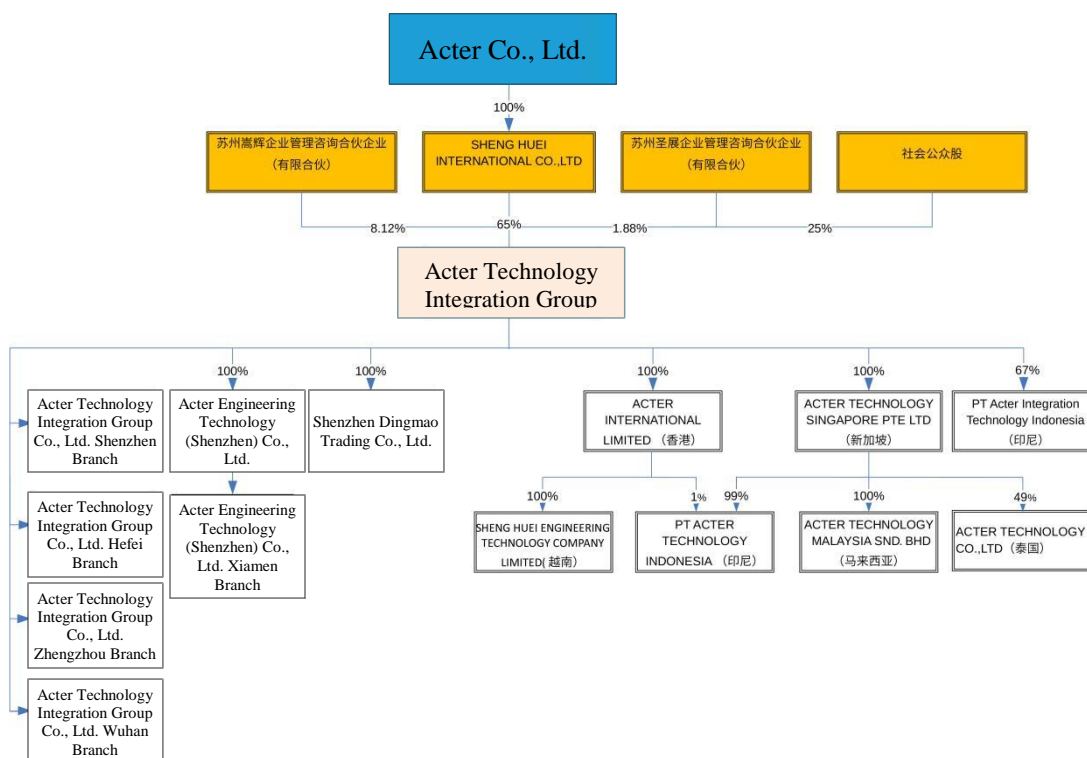 Acter Co., Ltd.
100%
苏州嵩辉企业管理咨询合伙企业
（有限合伙）
SHENG HUEI
INTERNATIONAL CO.,LTD
苏州圣展企业管理咨询合伙企业
（有限合伙）
社会公众股
8.12%
65%
1.88%
25%
Acter Technology
Integration Group
100%
100%
100%
100%
67%
Acter Technology
Integration Group
Co., Ltd. Shenzhen
Branch
Acter Engineering
Technology
(Shenzhen) Co.,
Ltd.
Shenzhen Dingmao
Trading Co., Ltd.
ACTER
INTERNATIONAL
LIMITED （香港）
ACTER TECHNOLOGY
SINGAPORE PTE LTD
（新加坡）
PT Acter Integration
Technology Indonesia
（印尼）
100%
1%
99%
100%
49%
Acter Technology
Integration Group
Co., Ltd. Hefei
Branch
Acter Engineering
Technology
(Shenzhen) Co.,
Ltd. Xiamen
Branch
SHENG HUEI ENGINEERING
TECHNOLOGY COMPANY
LIMITED( 越南）
PT ACTER
TECHNOLOGY
INDONESIA （印尼）
ACTER TECHNOLOGY
MALAYSIA SND. BHD
（马来西亚）
ACTER TECHNOLOGY
CO.,LTD（泰国）
Acter Technology
Integration Group
Co., Ltd.
Zhengzhou Branch
Acter Technology
Integration Group
Co., Ltd. Wuhan
Branch